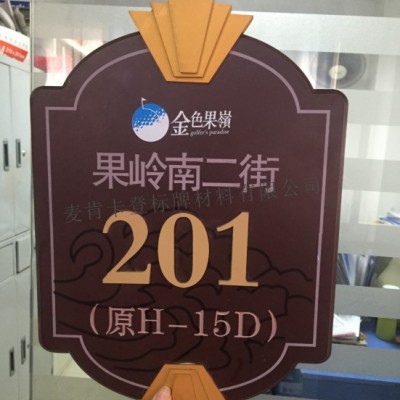 金色果嶺
golfer's paradise
果岭南二街
麦肯卡登标牌材料有限公司
201
(原H-15D)